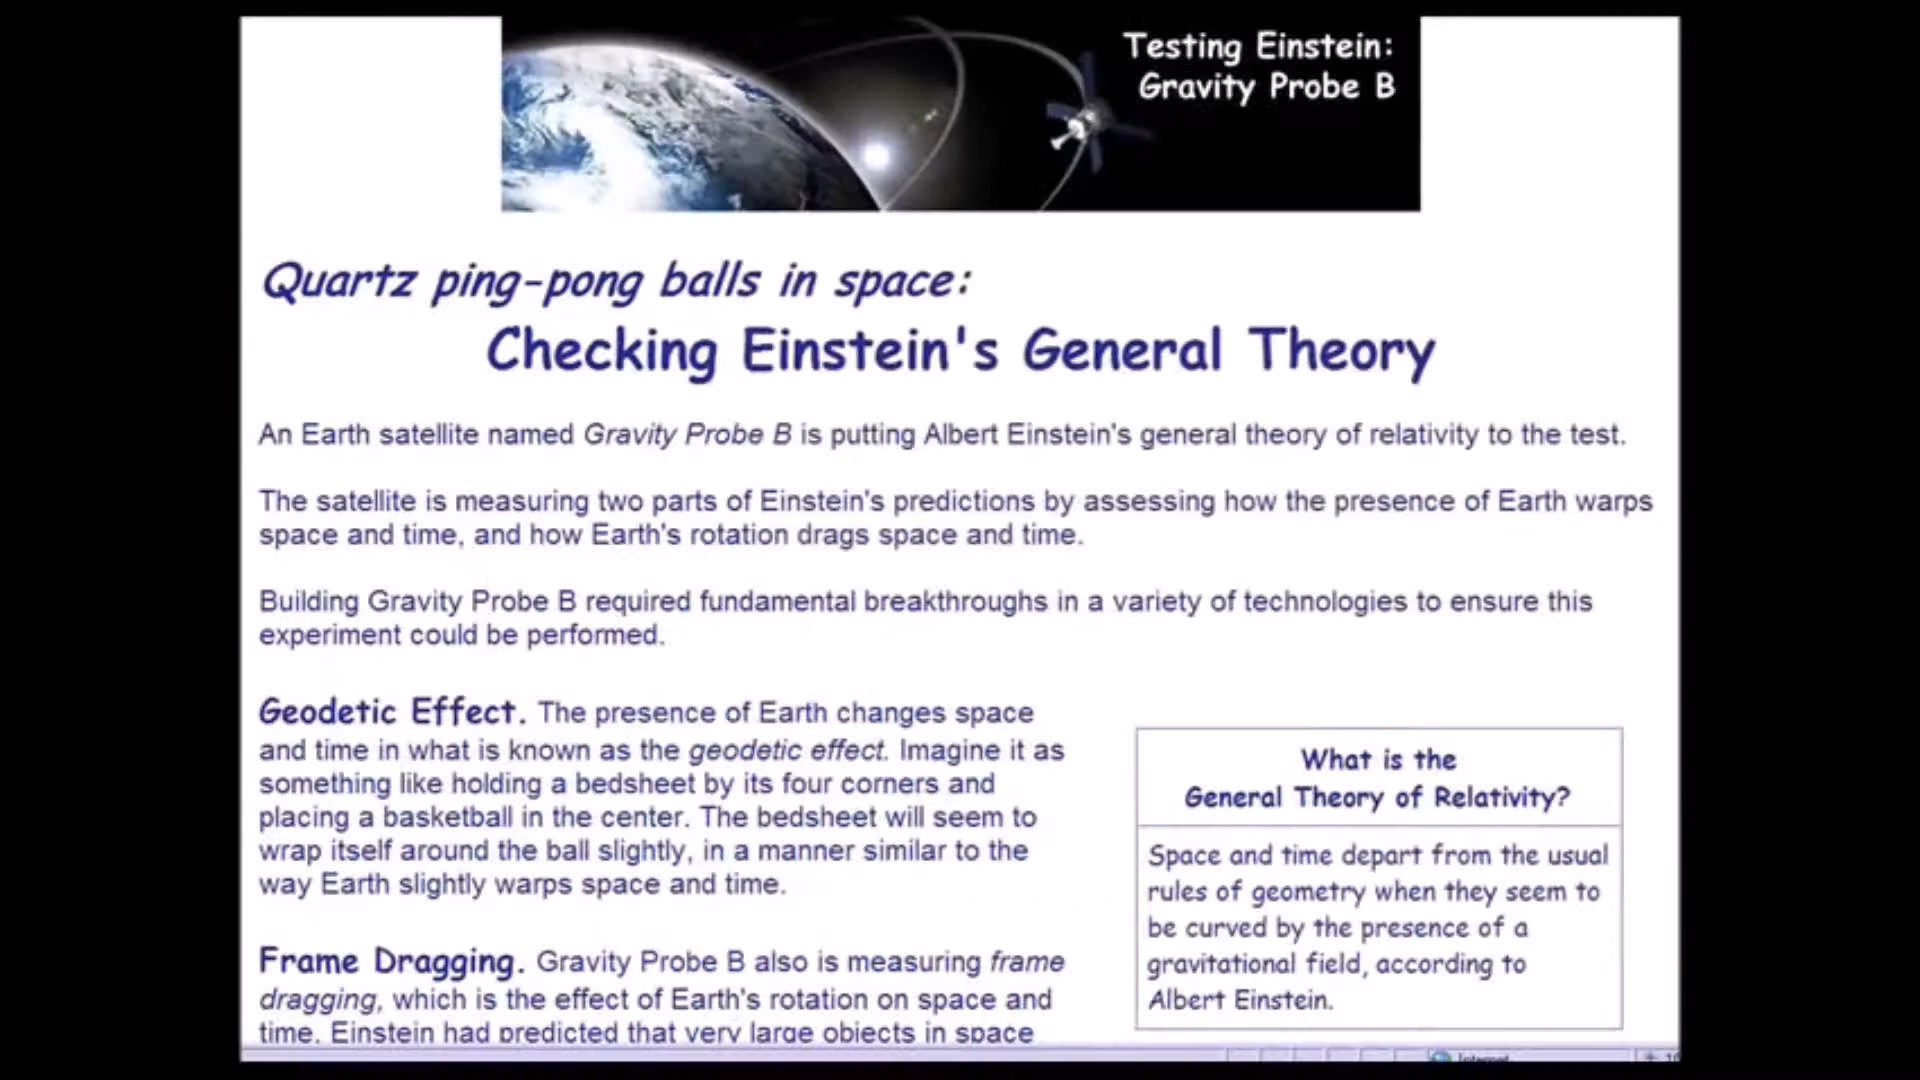 Testing Einstein:
Gravity Probe B
Quartz ping-pong balls in space:
Checking Einstein's General Theory
An Earth satellite named Gravity Probe B is putting Albert Einstein's general theory of relativity to the test.
The satellite is measuring two parts of Einstein's predictions by assessing how the presence of Earth warps
space and time, and how Earth's rotation drags space and time.
Building Gravity Probe B required fundamental breakthroughs in a variety of technologies to ensure this
experiment could be performed.
Geodetic Effect. The presence of Earth changes space
and time in what is known as the geodetic effect. Imagine it as
something like holding a bedsheet by its four corners and
placing a basketball in the center. The bedsheet will seem to
wrap itself around the ball slightly, in a manner similar to the
way Earth slightly warps space and time.
Frame Dragging. Gravity Probe B also is measuring frame
dragging, which is the effect of Earth's rotation on space and
time. Einstein had predicted that very large objects in space
What is the
General Theory of Relativity?
Space and time depart from the usual
rules of geometry when they seem to
be curved by the presence of a
gravitational field, according to
Albert Einstein.
Internet